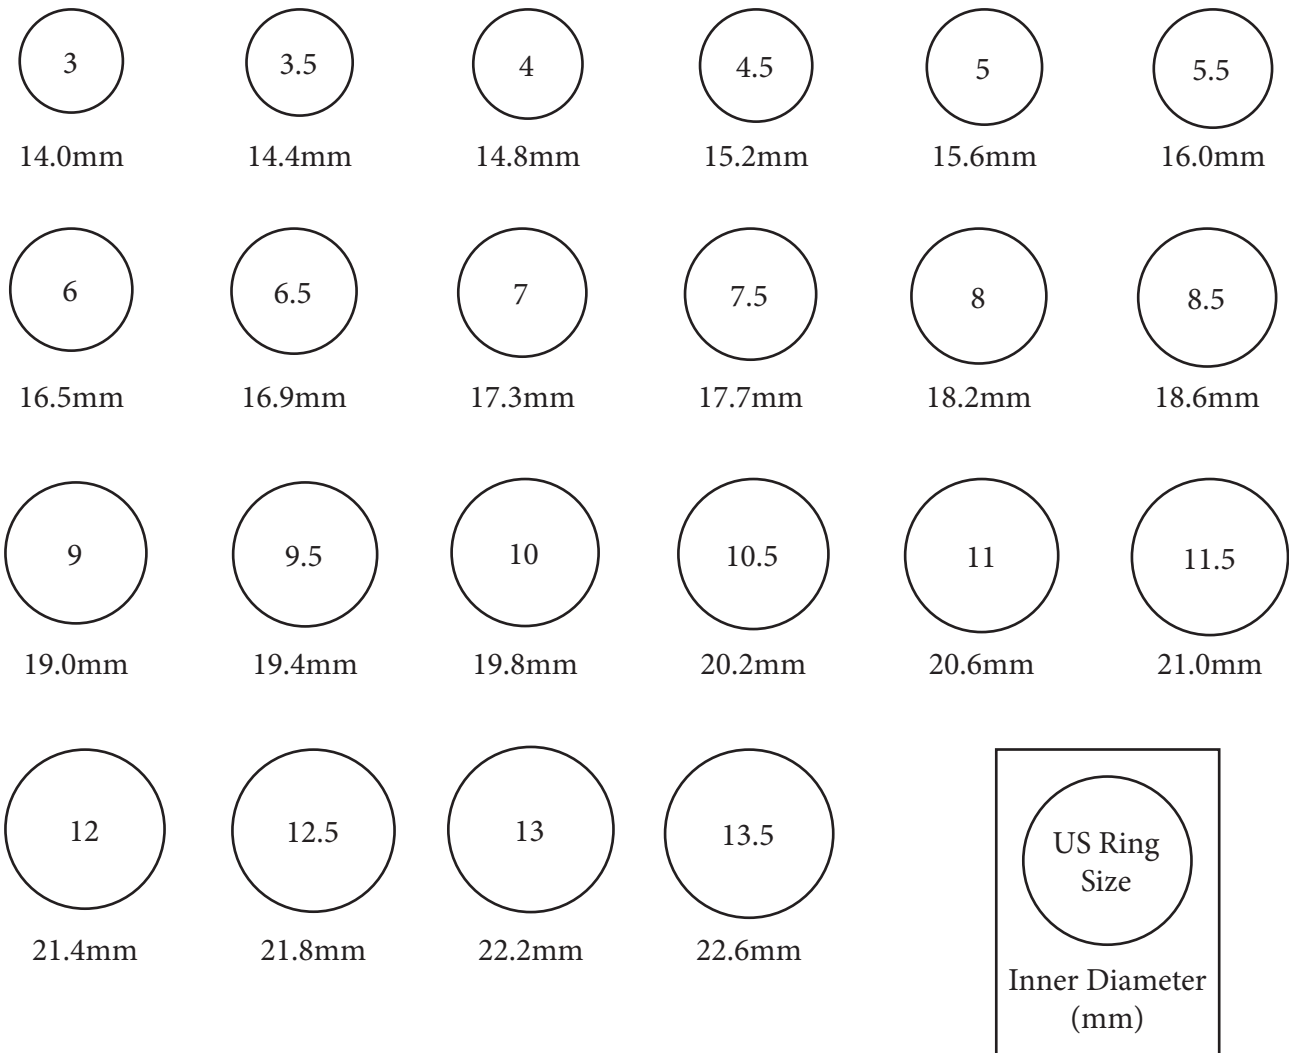 3 3.5 4 4.5 5 5.5
14.0mm 14.4mm 14.8mm 15.2mm 15.6mm 16.0mm
6 6.5 7 7.5 8 8.5
16.5mm 16.9mm 17.3mm 17.7mm 18.2mm 18.6mm
9 9.5 10 10.5 11 11.5
19.0mm 19.4mm 19.8mm 20.2mm 20.6mm 21.0mm
12 12.5 13 13.5
21.4mm 21.8mm 22.2mm 22.6mm
US Ring
Size
Inner Diameter
(mm)